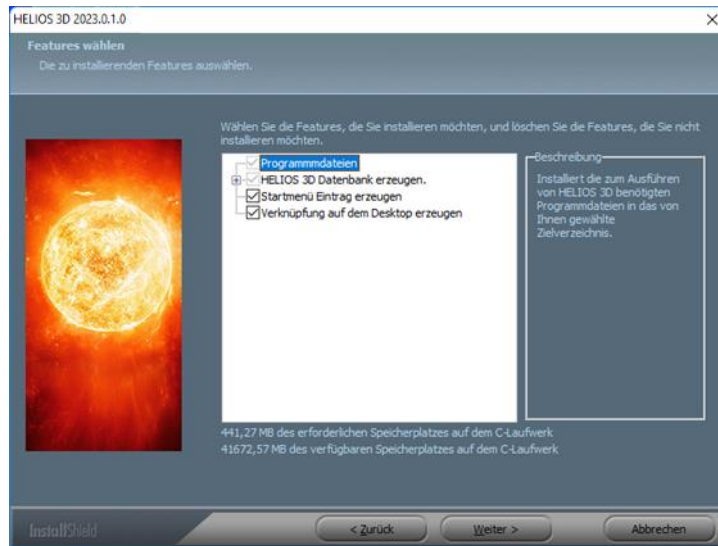 HELIOS 3D 2023.0.1.0
Features wählen
Die zu installierenden Features auswählen.
Wählen Sie die Features, die Sie installieren möchten, und löschen Sie die Features, die Sie nicht
installieren möchten.
Programmmdateien
HELIOS 3D Datenbank erzeugen.
Startmenü Eintrag erzeugen
Verknüpfung auf dem Desktop erzeugen
Beschreibung
Installiert die zum Ausführen
von HELIOS 3D benötigten
Programmdateien in das von
Ihnen gewählte
Zielverzeichnis.
441,27 MB des erforderlichen Speicherplatzes auf dem C-Laufwerk
41672,57 MB des verfügbaren Speicherplatzes auf dem C-Laufwerk
InstallShield
< Zurück
Weiter >
Abbrechen